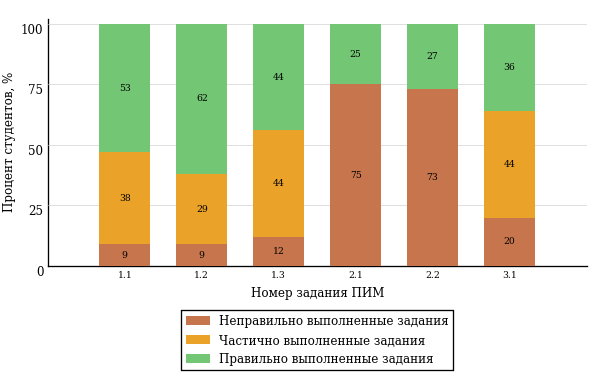 Процент студентов, %
100
75
50
25
0
53 62 44 25 27 36
38 29 44 75 73 44
9 9 12 20
1.1 1.2 1.3 2.1 2.2 3.1
Номер задания ПИМ
Неправильно выполненные задания
Частично выполненные задания
Правильно выполненные задания